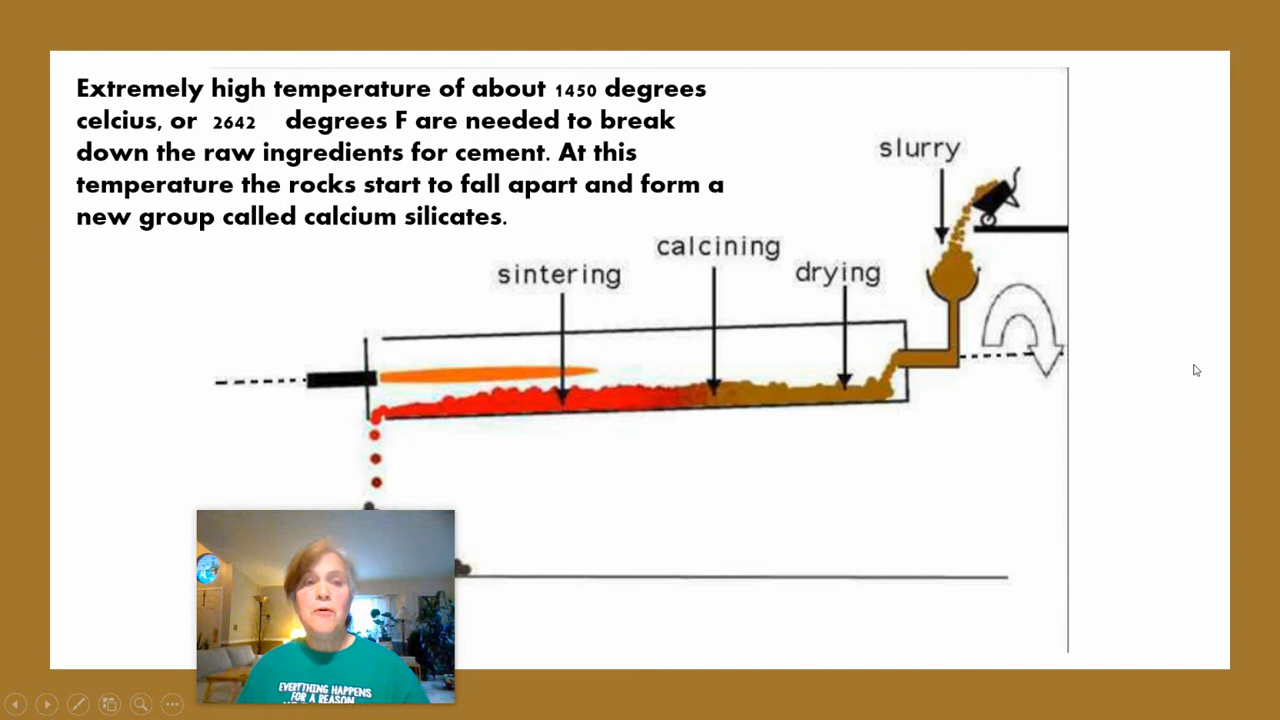 Extremely high temperature of about 1450 degrees
celcius, or 2642 degrees F are needed to break
down the raw ingredients for cement. At this
temperature the rocks start to fall apart and form a
new group called calcium silicates.
slurry
calcining
sintering
drying
EVERYTHING HAPPENS
FOR A REASON